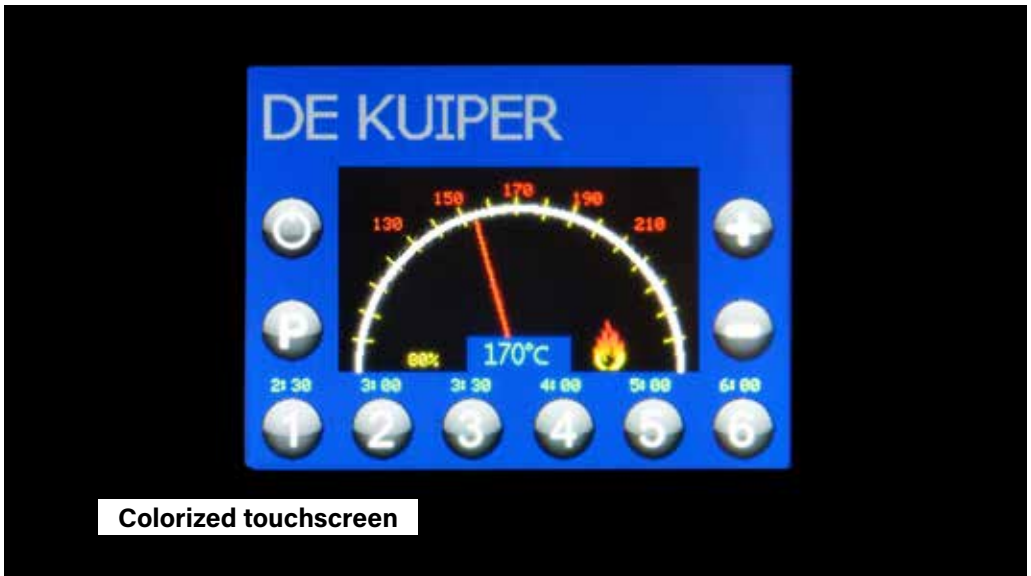 DE KUIPER
130 150 170 190 210
O +
P -
80% 170°C
2:30 3:00 3:30 4:00 5:00 6:00
1 2 3 4 5 6
Colorized touchscreen